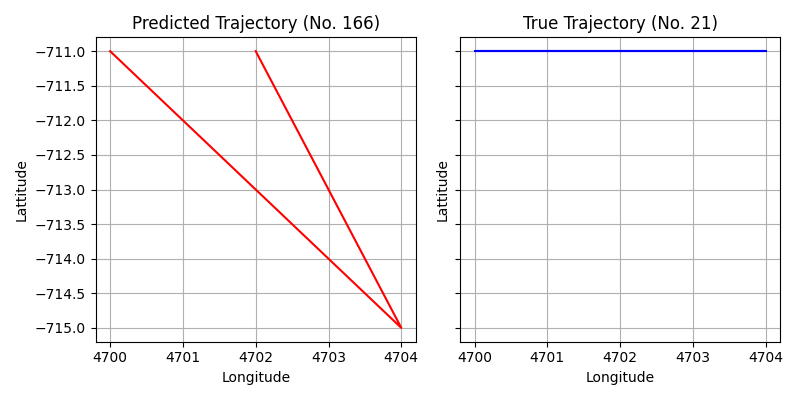 Predicted Trajectory (No. 166)
True Trajectory (No. 21)
−711.0
−711.5
−712.0
−712.5
−713.0
−713.5
−714.0
−714.5
−715.0
Lattitude
4700 4701 4702 4703 4704
Longitude
Lattitude
4700 4701 4702 4703 4704
Longitude